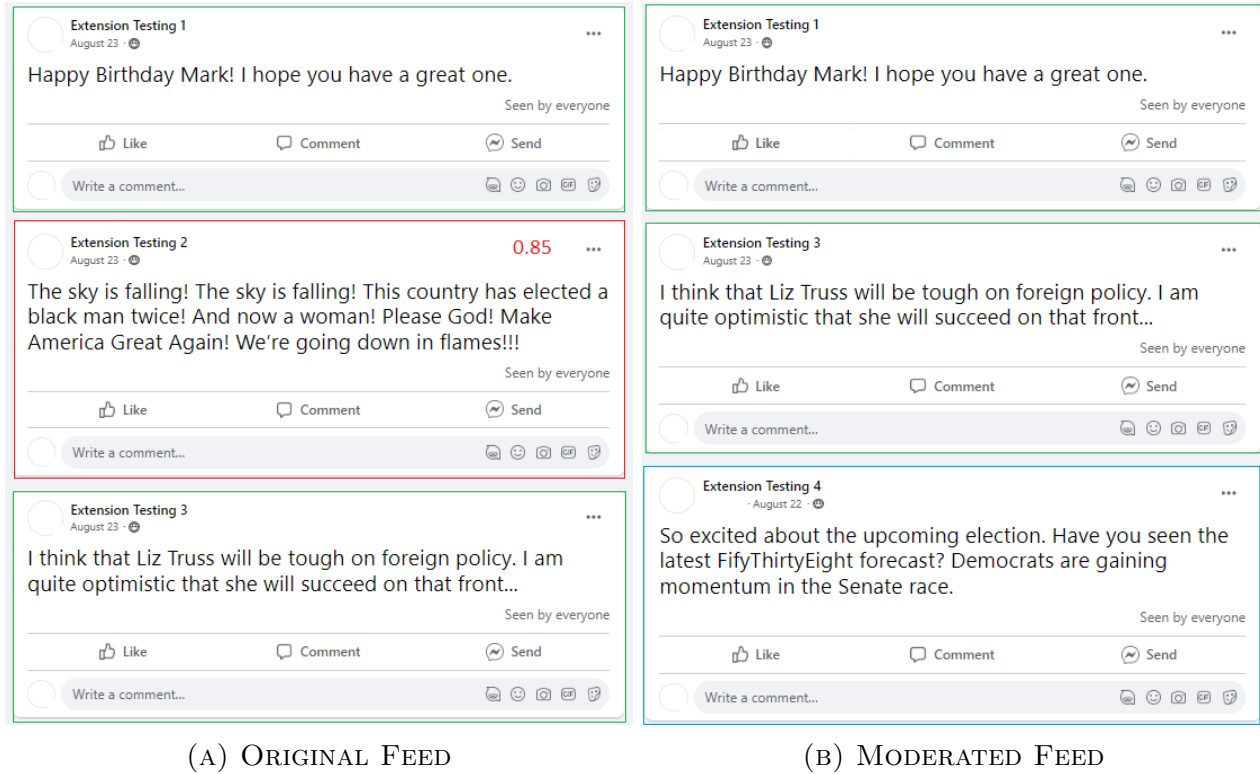 Extension Testing 1
August 23 ·
Happy Birthday Mark! I hope you have a great one.
Seen by everyone
Like Comment Send
Write a comment... GIF
Extension Testing 2
August 23 · 0.85
The sky is falling! The sky is falling! This country has elected a
black man twice! And now a woman! Please God! Make
America Great Again! We're going down in flames!!!
Seen by everyone
Like Comment Send
Write a comment... GIF
Extension Testing 3
August 23 ·
I think that Liz Truss will be tough on foreign policy. I am
quite optimistic that she will succeed on that front...
Seen by everyone
Like Comment Send
Write a comment... GIF
(A) ORIGINAL FEED
Extension Testing 1
August 23 ·
Happy Birthday Mark! I hope you have a great one.
Seen by everyone
Like Comment Send
Write a comment... GIF
Extension Testing 3
August 23 ·
I think that Liz Truss will be tough on foreign policy. I am
quite optimistic that she will succeed on that front...
Seen by everyone
Like Comment Send
Write a comment... GIF
Extension Testing 4
· August 22 ·
So excited about the upcoming election. Have you seen the
latest FifyThirtyEight forecast? Democrats are gaining
momentum in the Senate race.
Seen by everyone
Like Comment Send
Write a comment... GIF
(B) MODERATED FEED